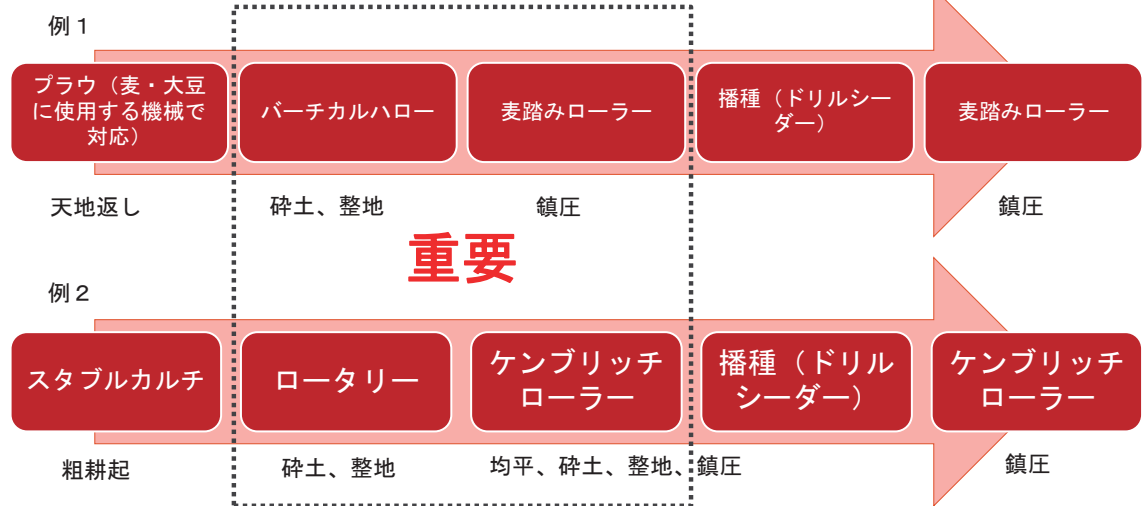 例１
プラウ（麦・大豆
に使用する機械で
対応）
バーチカルハロー
麦踏みローラー
播種（ドリルシー
ダー）
麦踏みローラー
天地返し
砕土、整地
鎮圧
鎮圧
重要
例２
スタブルカルチ
ロータリー
ケンブリッチ
ローラー
播種（ドリル
シーダー）
ケンブリッチ
ローラー
粗耕起
砕土、整地
均平、砕土、整地、鎮圧
鎮圧